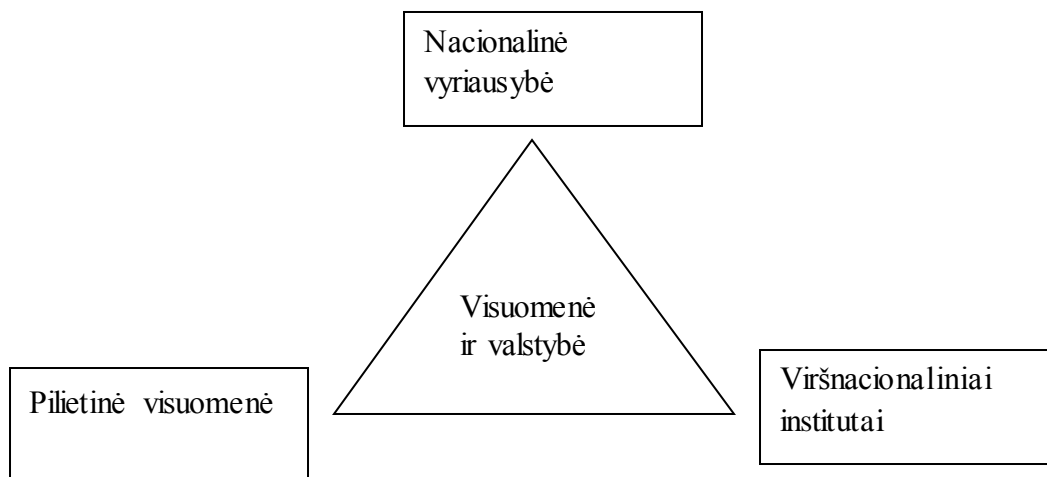 Nacionalinė
vyriausybė
Visuomenė
ir valstybė
Pilietinė visuomenė
Viršnacionaliniai
institutai